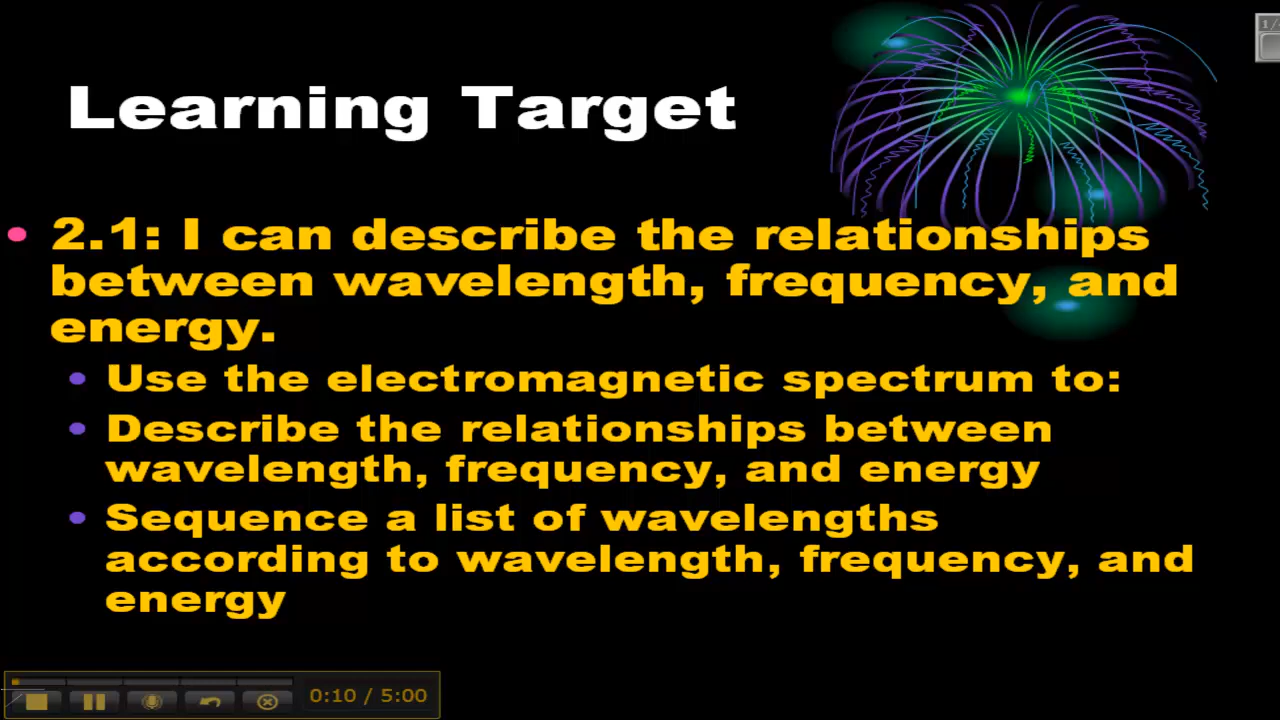 Learning Target
• 2.1: I can describe the relationships
between wavelength, frequency, and
energy.
• Use the electromagnetic spectrum to:
• Describe the relationships between
wavelength, frequency, and energy
• Sequence a list of wavelengths
according to wavelength, frequency, and
energy
0:10 / 5:00